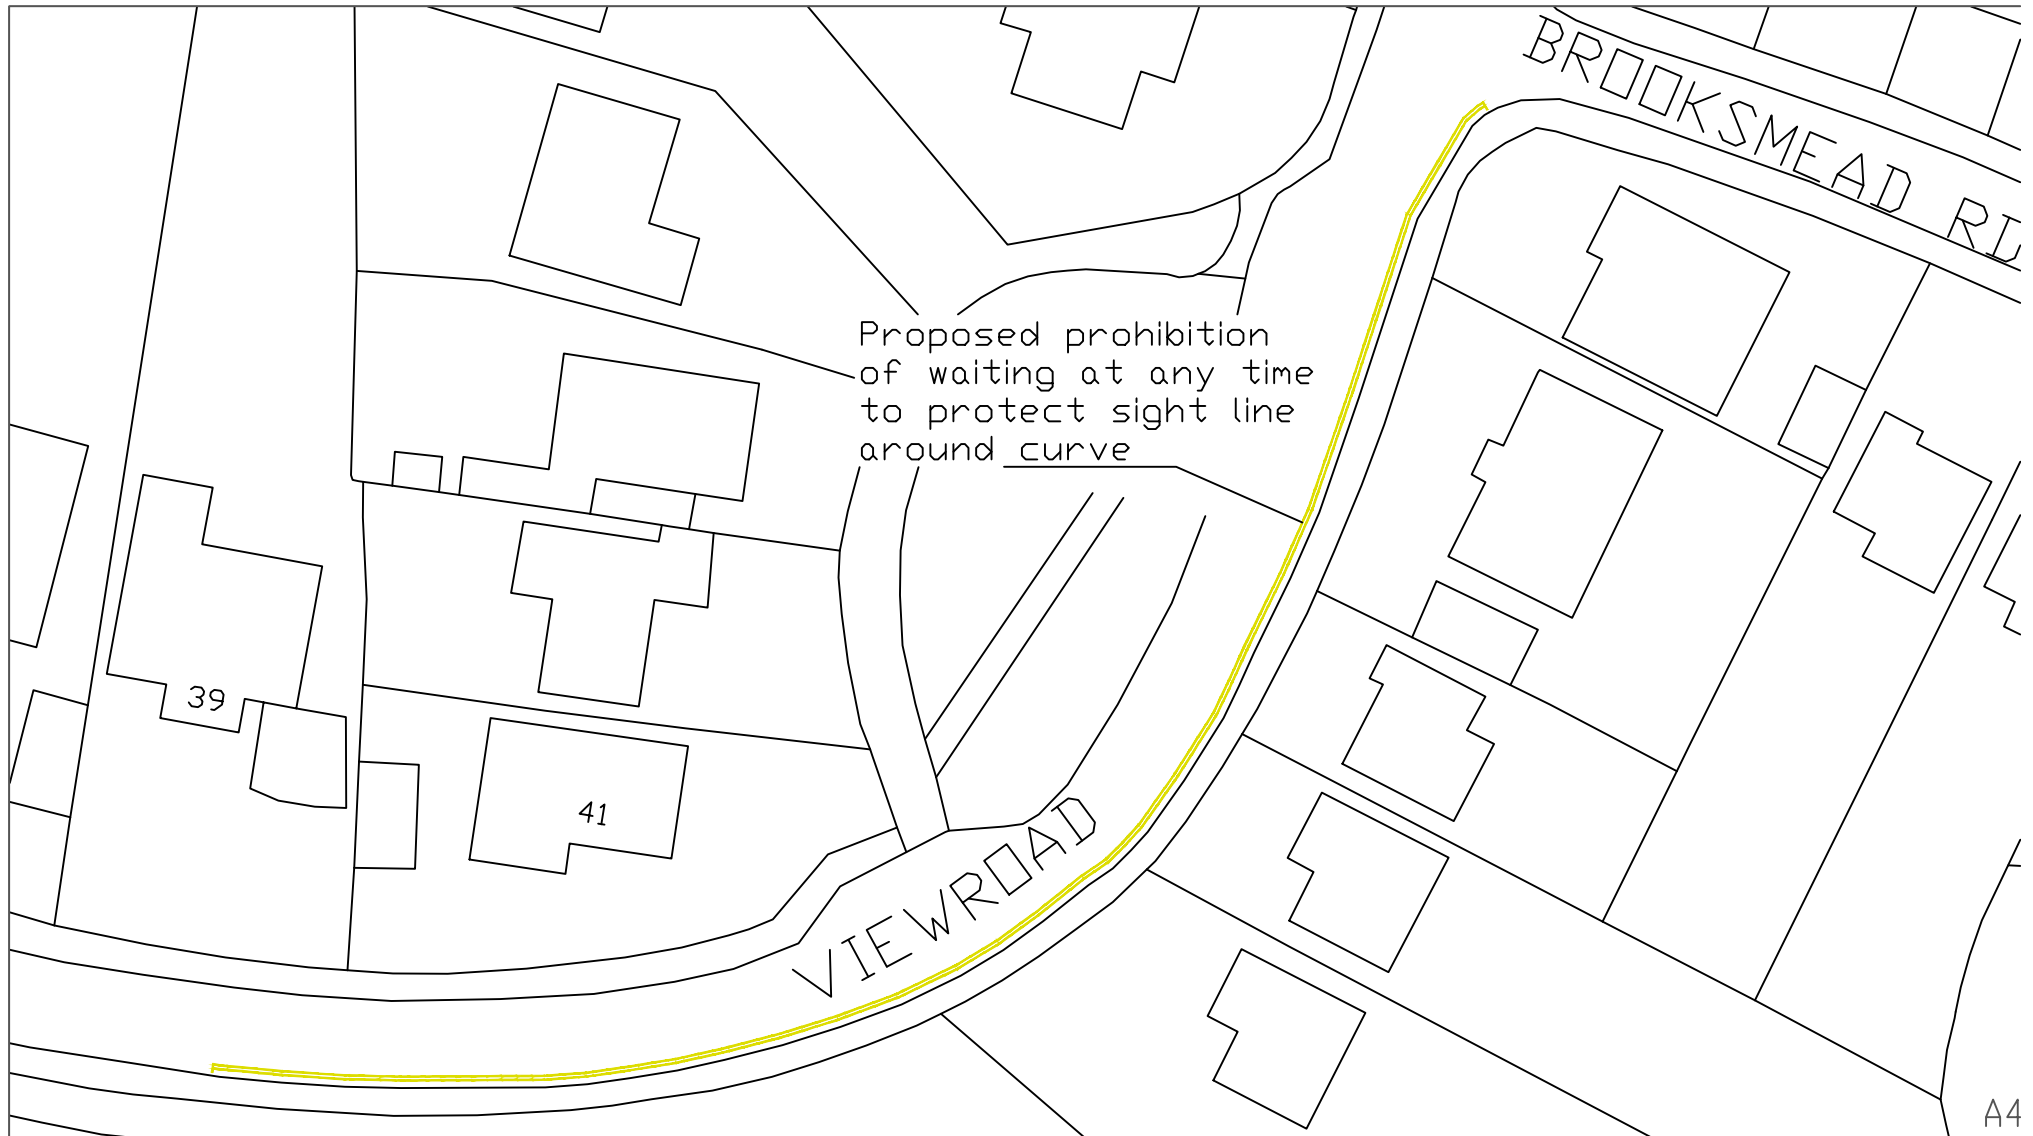 BROOKSMEAD RD
Proposed prohibition
of waiting at any time
to protect sight line
around curve
39
41
VIEWROAD
A4